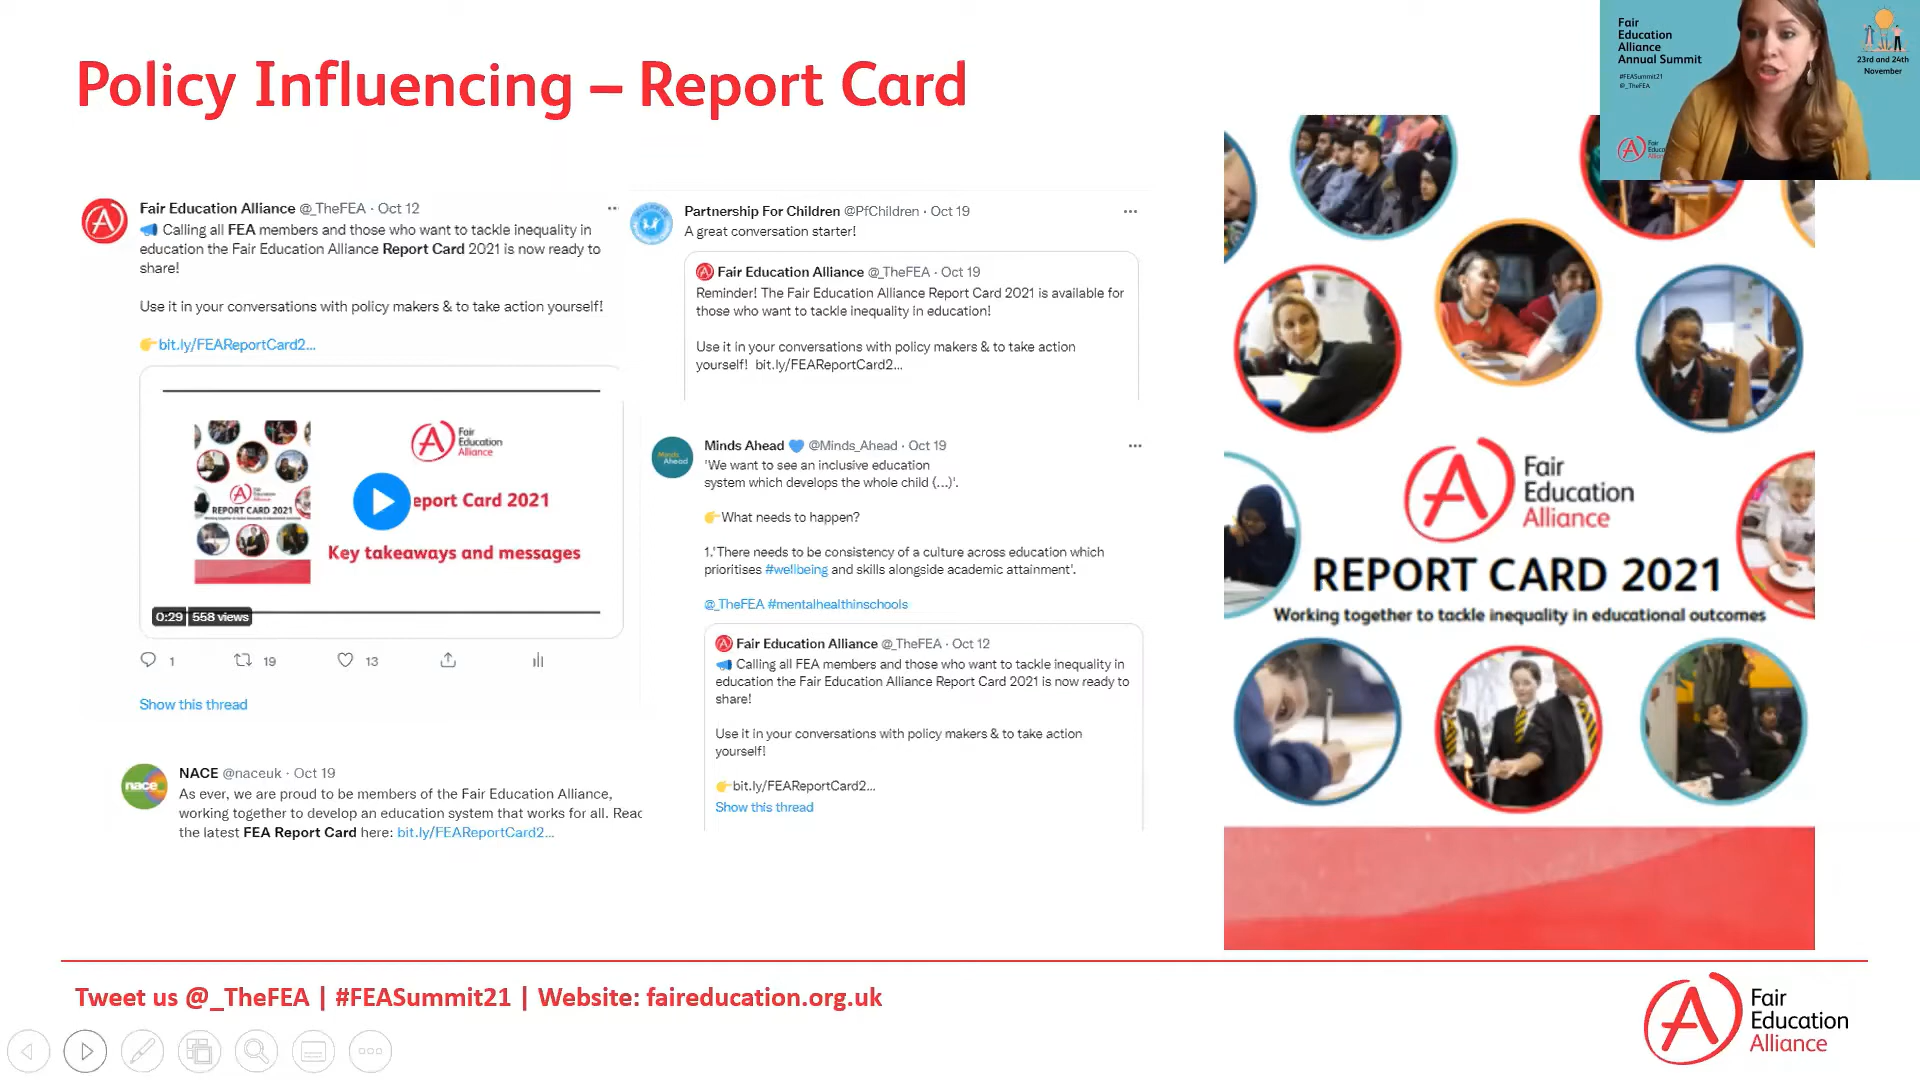 Policy Influencing – Report Card
Fair
Education
Alliance
Annual Summit
#FEASummit21
@_TheFEA
23rd and 24th
November
Fair Education Alliance @_TheFEA · Oct 12
Calling all FEA members and those who want to tackle inequality in
education the Fair Education Alliance Report Card 2021 is now ready to
share!
Use it in your conversations with policy makers & to take action yourself!
bit.ly/FEAReportCard2...
Fair
Education
Alliance
REPORT CARD 2021
eport Card 2021
Key takeaways and messages
0:29 558 views
1 19 13
Show this thread
NACE @naceuk · Oct 19
As ever, we are proud to be members of the Fair Education Alliance,
working together to develop an education system that works for all. Read
the latest FEA Report Card here: bit.ly/FEAReportCard2...
Partnership For Children @PfChildren · Oct 19
A great conversation starter!
Fair Education Alliance @_TheFEA · Oct 19
Reminder! The Fair Education Alliance Report Card 2021 is available for
those who want to tackle inequality in education!
Use it in your conversations with policy makers & to take action
yourself! bit.ly/FEAReportCard2...
Minds Ahead @Minds_Ahead · Oct 19
'We want to see an inclusive education
system which develops the whole child (...)'.
What needs to happen?
1.'There needs to be consistency of a culture across education which
prioritises #wellbeing and skills alongside academic attainment'.
@_TheFEA #mentalhealthinschools
Fair Education Alliance @_TheFEA · Oct 12
Calling all FEA members and those who want to tackle inequality in
education the Fair Education Alliance Report Card 2021 is now ready to
share!
Use it in your conversations with policy makers & to take action
yourself!
bit.ly/FEAReportCard2...
Show this thread
nace
Minds
Ahead
Fair
Education
Alliance
REPORT CARD 2021
Working together to tackle inequality in educational outcomes
Tweet us @_TheFEA | #FEASummit21 | Website: faireducation.org.uk
Fair
Education
Alliance